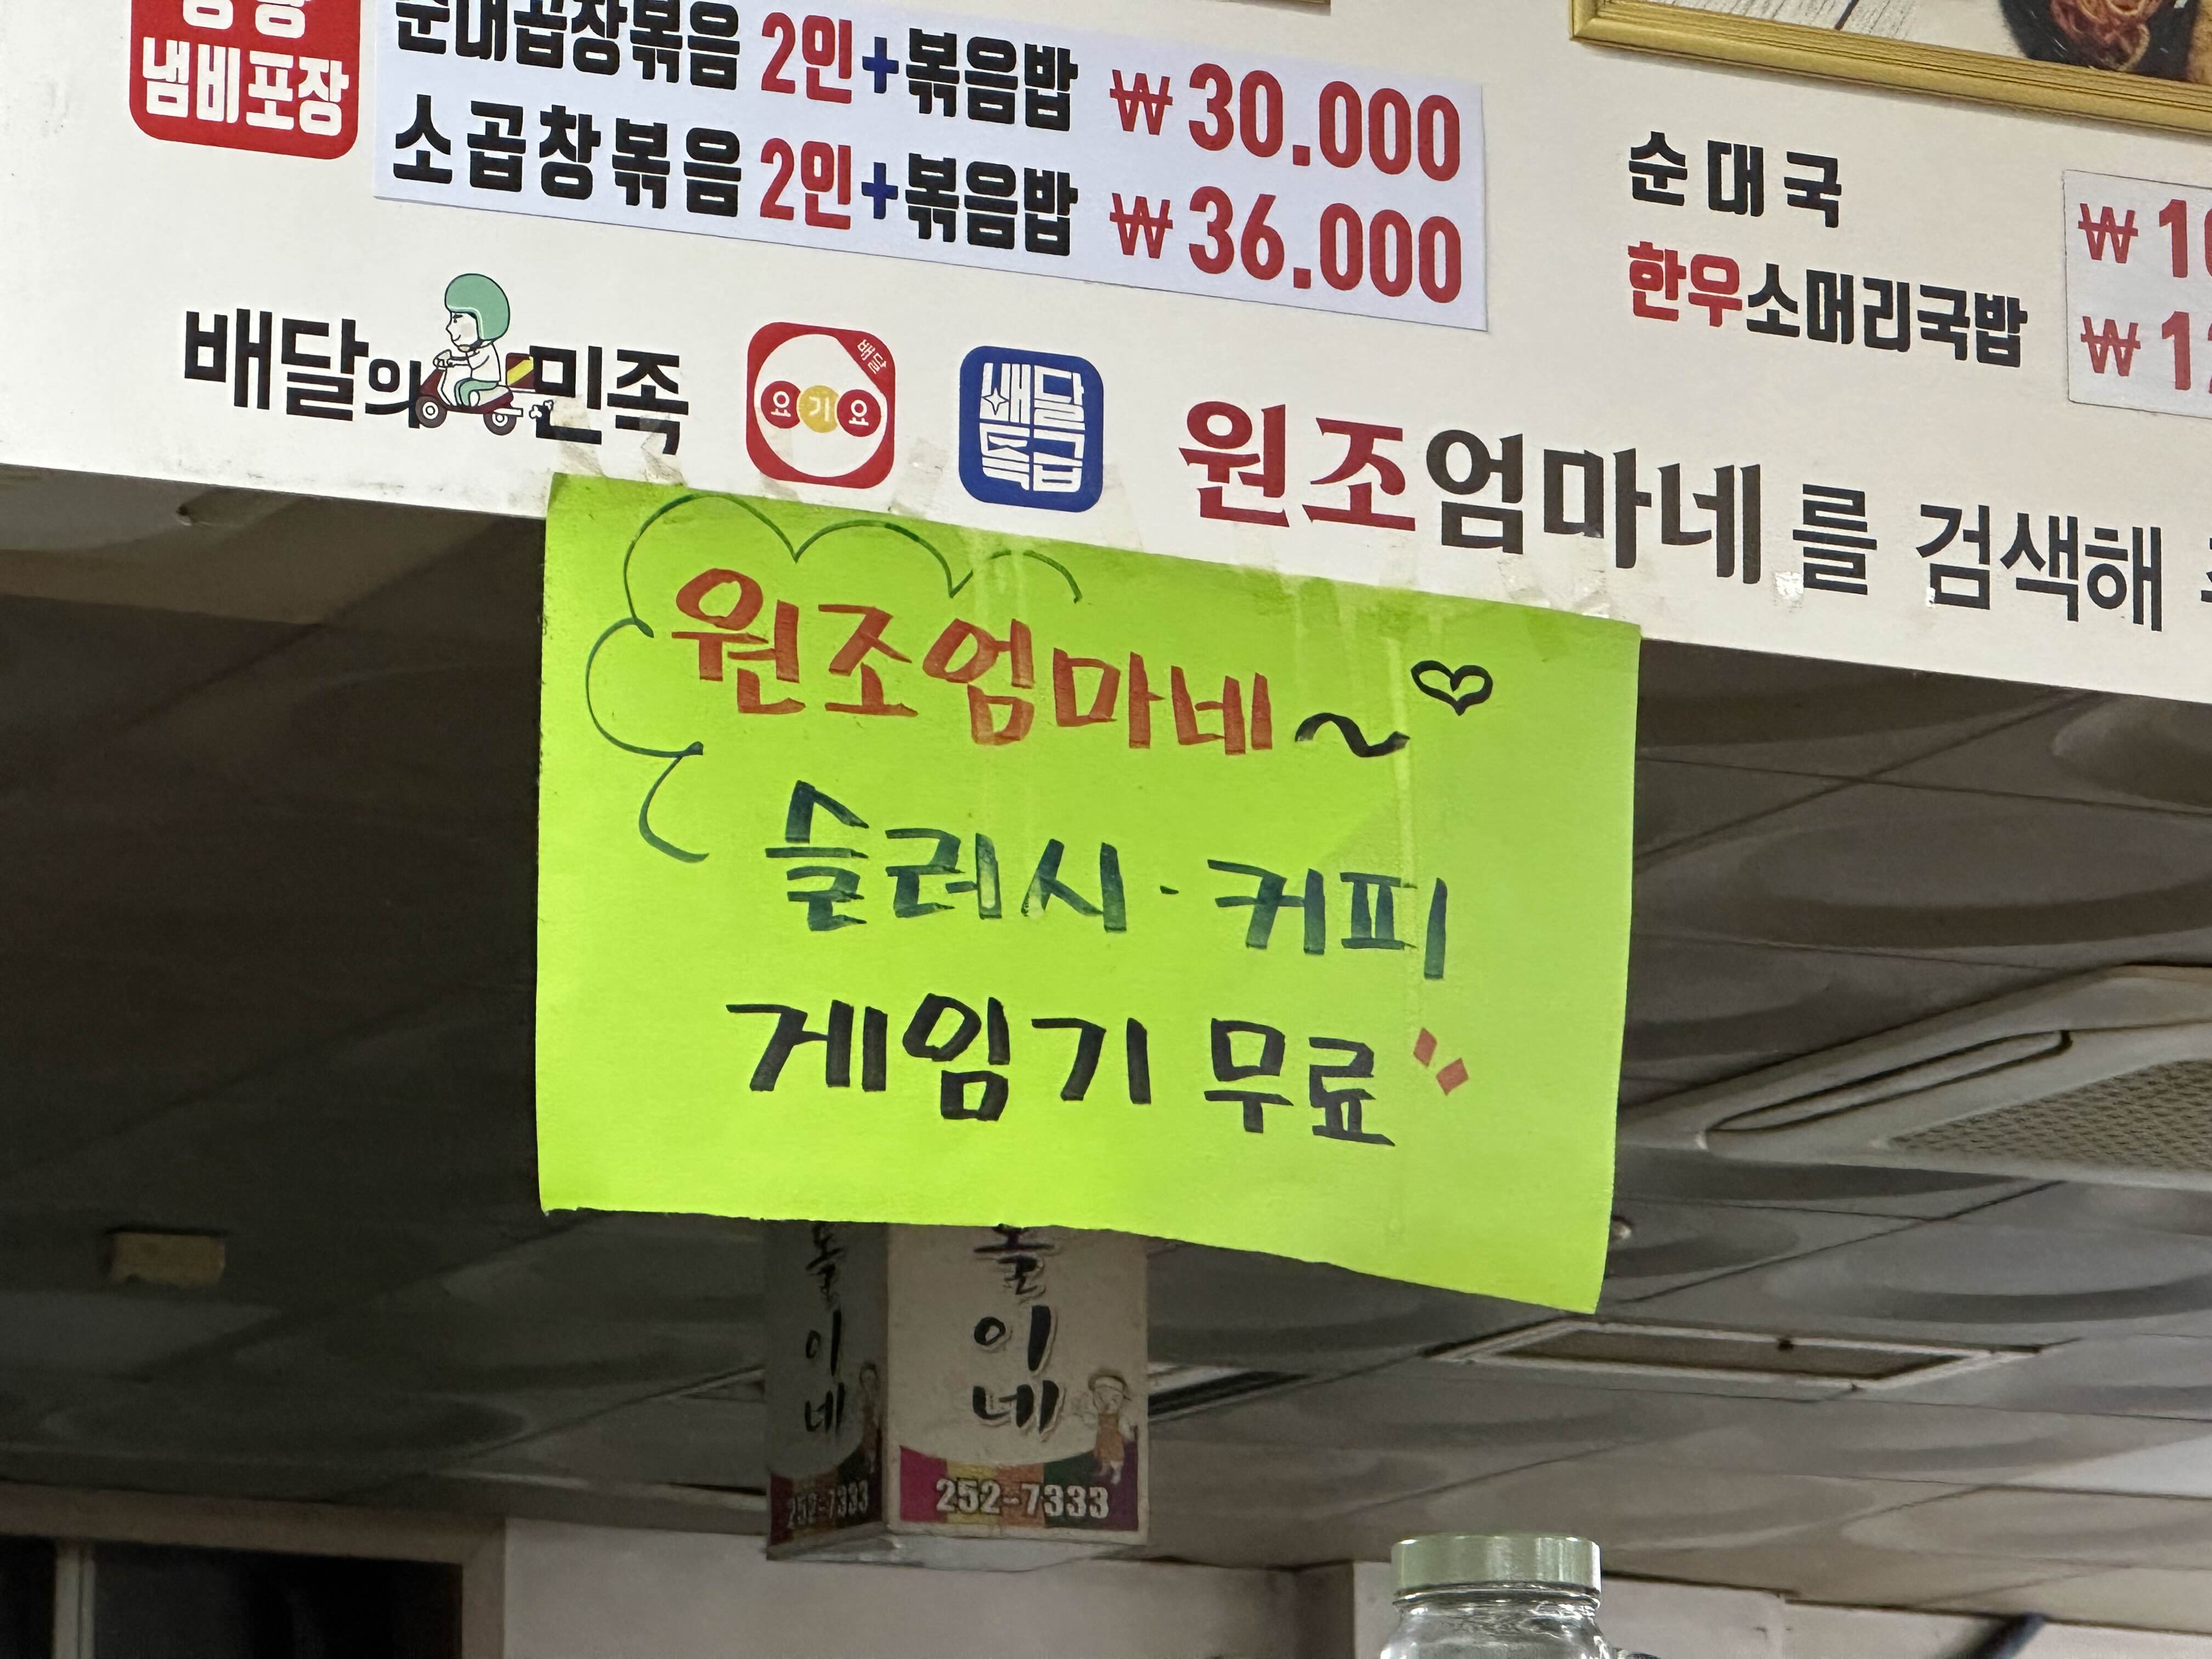 냄비포장
순대곱창볶음 2인+볶음밥 ₩30.000
소곱창볶음 2인+볶음밥 ₩36.000
순대국
한우소머리국밥
배달의민족
배달
요기요
배달특급
원조엄마네를 검색해
원조엄마네~
슬러시·커피
게임기 무료
이네
252-7333
이네
252-7333